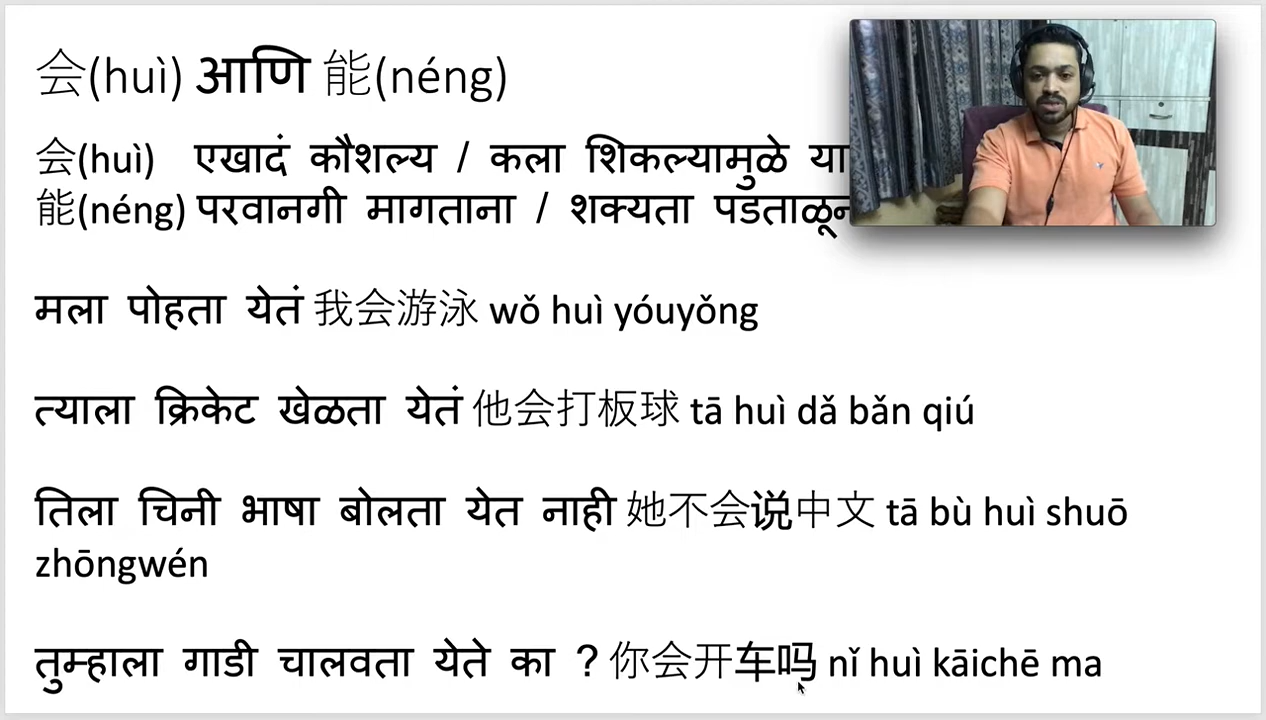 会(huì) आणि 能(néng)
会(huì) एखादं कौशल्य / कला शिकल्यामुळे या
能(néng) परवानगी मागताना / शक्यता पडताळून
मला पोहता येतं 我会游泳 wǒ huì yóuyǒng
त्याला क्रिकेट खेळता येतं 他会打板球 tā huì dǎ bǎn qiú
तिला चिनी भाषा बोलता येत नाही 她不会说中文 tā bù huì shuō
zhōngwén
तुम्हाला गाडी चालवता येते का ? 你会开车吗 nǐ huì kāichē ma